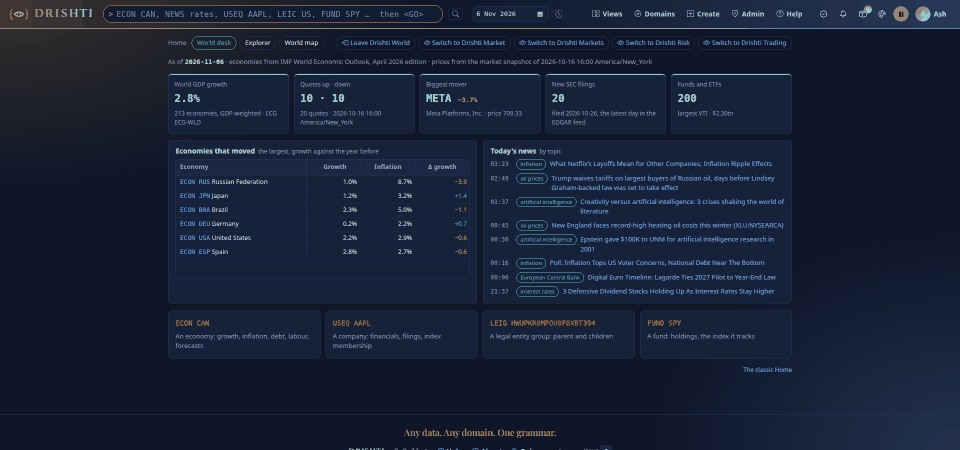 {<•>} DRISHTI
> ECON CAN, NEWS rates, USEQ AAPL, LEIC US, FUND SPY … then <GO>
6 Nov 2026
Views Domains Create Admin Help
Ash
Home World desk Explorer World map Leave Drishti World Switch to Drishti Market Switch to Drishti Markets Switch to Drishti Risk Switch to Drishti Trading
As of 2026-11-06 · economies from IMF World Economic Outlook, April 2026 edition · prices from the market snapshot of 2026-10-16 16:00 America/New_York
World GDP growth
2.8%
213 economies, GDP-weighted · ECG
ECG-WLD
Quotes up · down
10 · 10
20 quotes · 2026-10-16 16:00
America/New_York
Biggest mover
META −3.7%
Meta Platforms, Inc. · price 709.33
New SEC filings
20
filed 2026-10-26, the latest day in the
EDGAR feed
Funds and ETFs
200
largest VTI · $2.30tn
Economies that moved the largest, growth against the year before
Economy Growth Inflation Δ growth
ECON RUS Russian Federation 1.0% 8.7% −3.9
ECON JPN Japan 1.2% 3.2% +1.4
ECON BRA Brazil 2.3% 5.0% −1.1
ECON DEU Germany 0.2% 2.2% +0.7
ECON USA United States 2.2% 2.9% −0.6
ECON ESP Spain 2.8% 2.7% −0.6
Today's news by topic
03:23 inflation What Netflix's Layoffs Mean for Other Companies; Inflation Ripple Effects
02:49 oil prices Trump waives tariffs on largest buyers of Russian oil, days before Lindsey
Graham-backed law was set to take effect
01:37 artificial intelligence Creativity versus artificial intelligence: 3 crises shaking the world of
literature
00:45 oil prices New England faces record-high heating oil costs this winter (XLU:NYSEARCA)
00:30 artificial intelligence Epstein gave $100K to UNM for artificial intelligence research in
2001
00:16 inflation Poll: Inflation Tops US Voter Concerns, National Debt Near The Bottom
00:00 European Central Bank Digital Euro Timeline: Lagarde Ties 2027 Pilot to Year-End Law
21:37 interest rates 3 Defensive Dividend Stocks Holding Up As Interest Rates Stay Higher
ECON CAN
An economy: growth, inflation, debt, labour,
forecasts
USEQ AAPL
A company: financials, filings, index
membership
LEIG HWUPKR0MPOU8FGXBT394
A legal entity group: parent and children
FUND SPY
A fund: holdings, the index it tracks
The classic Home
Any data. Any domain. One grammar.
DRISHTI